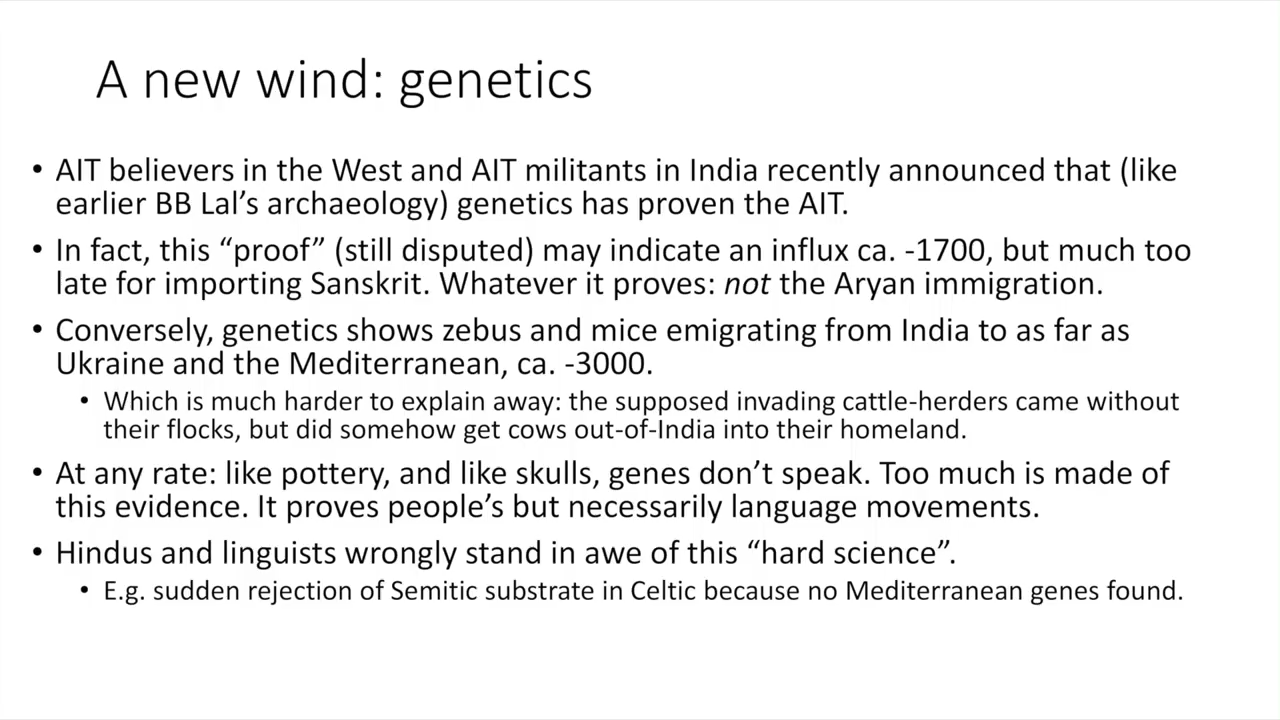 A new wind: genetics
• AIT believers in the West and AIT militants in India recently announced that (like
earlier BB Lal’s archaeology) genetics has proven the AIT.
• In fact, this “proof” (still disputed) may indicate an influx ca. -1700, but much too
late for importing Sanskrit. Whatever it proves: not the Aryan immigration.
• Conversely, genetics shows zebus and mice emigrating from India to as far as
Ukraine and the Mediterranean, ca. -3000.
• Which is much harder to explain away: the supposed invading cattle-herders came without
their flocks, but did somehow get cows out-of-India into their homeland.
• At any rate: like pottery, and like skulls, genes don’t speak. Too much is made of
this evidence. It proves people’s but necessarily language movements.
• Hindus and linguists wrongly stand in awe of this “hard science”.
• E.g. sudden rejection of Semitic substrate in Celtic because no Mediterranean genes found.